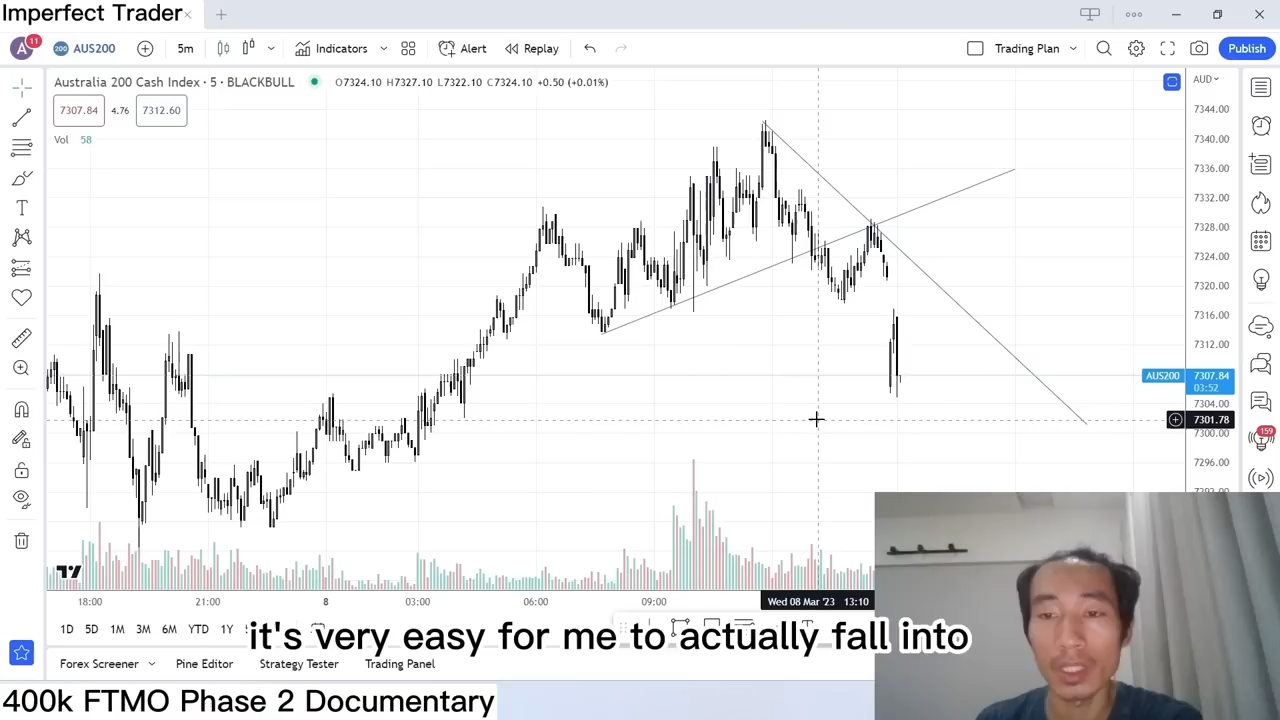 Imperfect Trader
A 11 200 AUS200 5m Indicators Alert Replay Trading Plan Publish
Australia 200 Cash Index · 5 · BLACKBULL O7324.10 H7327.10 L7322.10 C7324.10 +0.50 (+0.01%) AUD
7307.84 4.76 7312.60
Vol 58
7344.00
7340.00
7336.00
7332.00
7328.00
7324.00
7320.00
7316.00
7312.00
AUS200 7307.84
03:52
7304.00
7301.78
7300.00
7296.00
159
18:00 21:00 8 03:00 06:00 09:00 Wed 08 Mar '23 13:10
1D 5D 1M 3M 6M YTD 1Y
it's very easy for me to actually fall into
Forex Screener Pine Editor Strategy Tester Trading Panel
400k FTMO Phase 2 Documentary